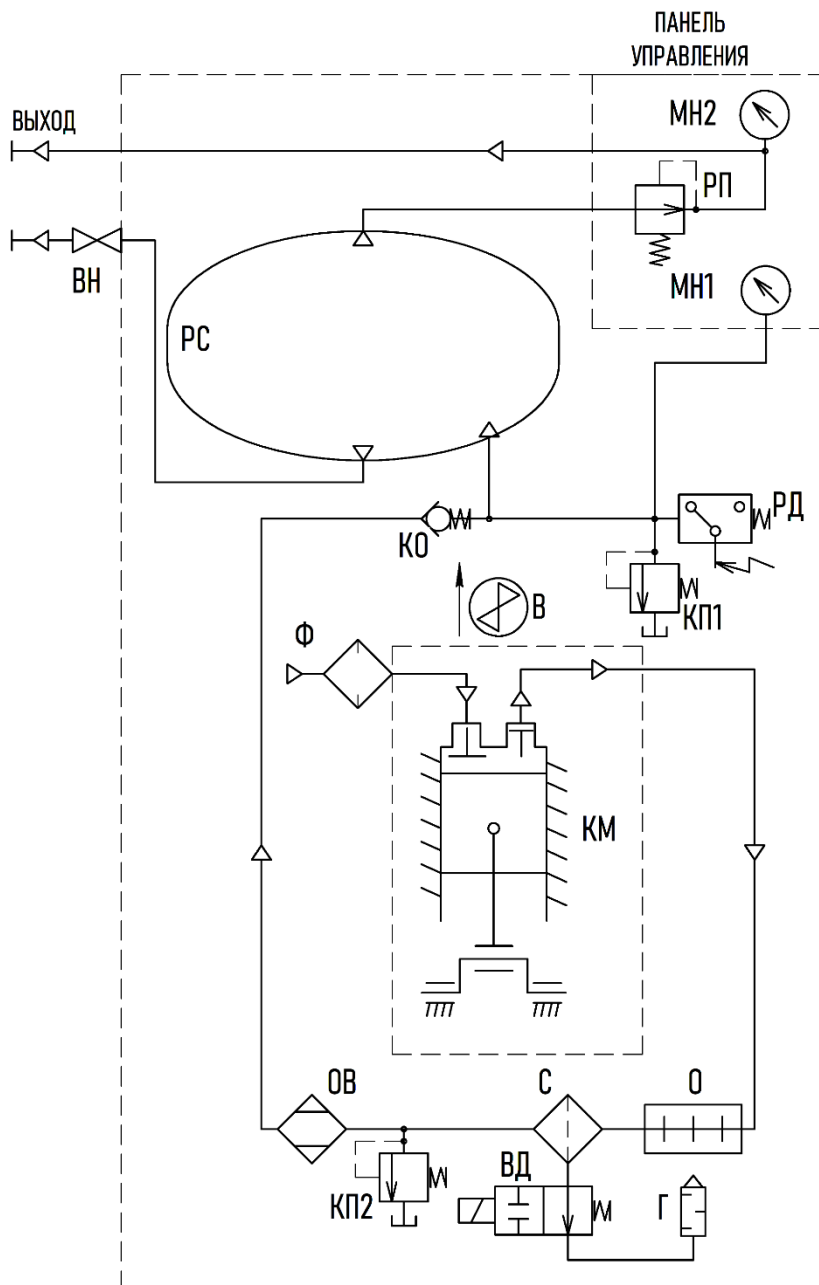 ПАНЕЛЬ
УПРАВЛЕНИЯ
МН2
ВЫХОД
РП
ВН
МН1
РС
РД
КО
КП1
В
Ф
КМ
ОВ
С
О
ВД
КП2
Г